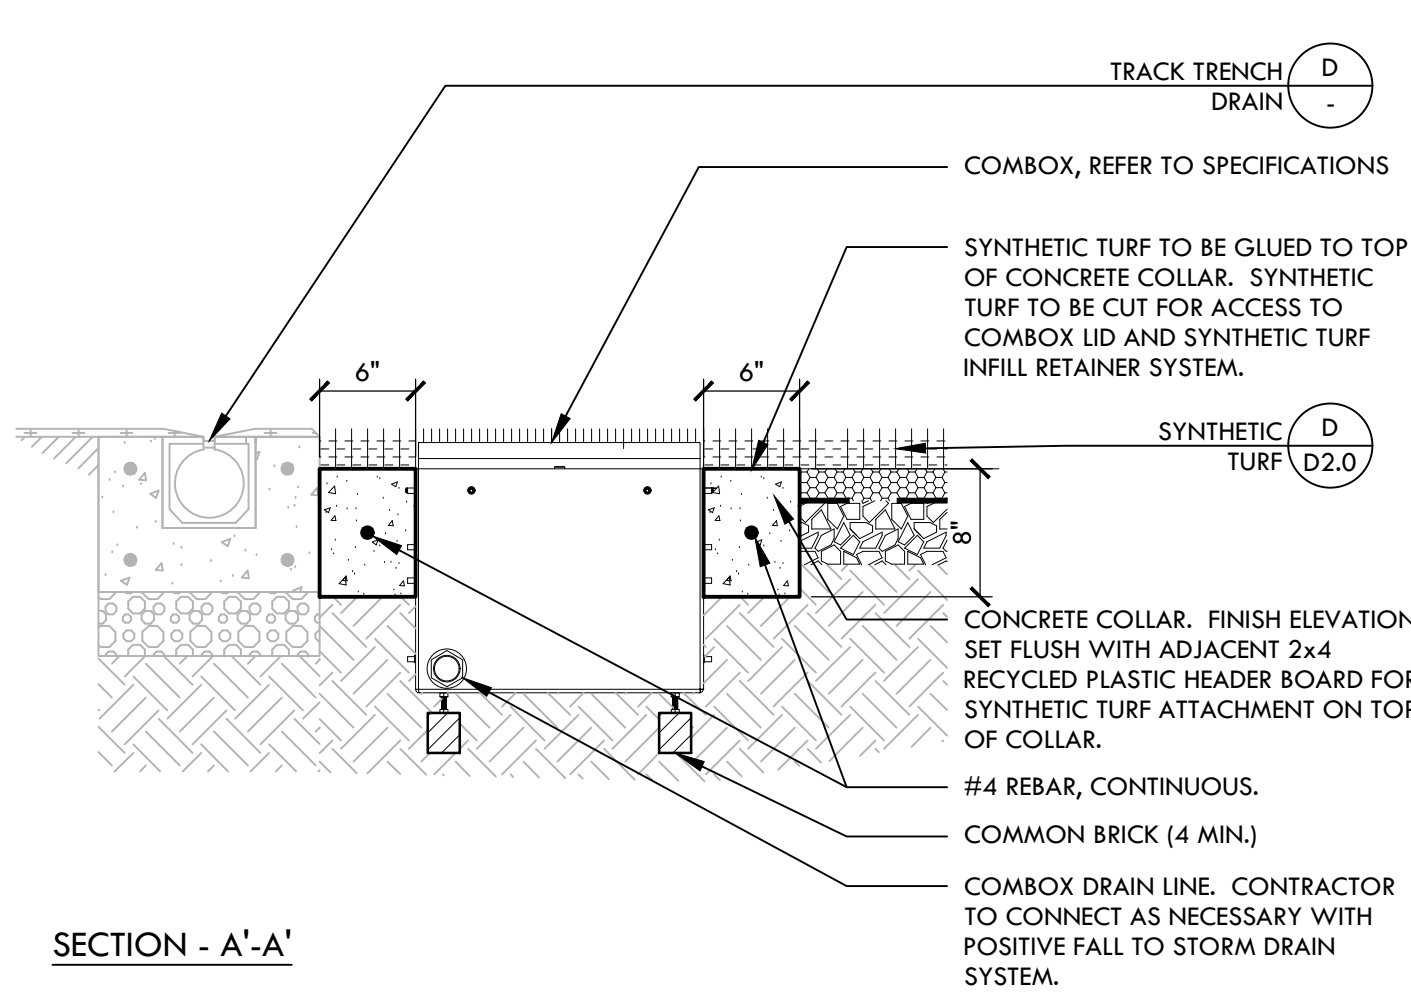 TRACK TRENCH
DRAIN
D
-
COMBOX, REFER TO SPECIFICATIONS
SYNTHETIC TURF TO BE GLUED TO TOP
OF CONCRETE COLLAR. SYNTHETIC
TURF TO BE CUT FOR ACCESS TO
COMBOX LID AND SYNTHETIC TURF
INFILL RETAINER SYSTEM.
6"
6"
SYNTHETIC
TURF
D
D2.0
8"
CONCRETE COLLAR. FINISH ELEVATION
SET FLUSH WITH ADJACENT 2x4
RECYCLED PLASTIC HEADER BOARD FOR
SYNTHETIC TURF ATTACHMENT ON TOP
OF COLLAR.
#4 REBAR, CONTINUOUS.
COMMON BRICK (4 MIN.)
COMBOX DRAIN LINE. CONTRACTOR
TO CONNECT AS NECESSARY WITH
POSITIVE FALL TO STORM DRAIN
SYSTEM.
SECTION - A'-A'